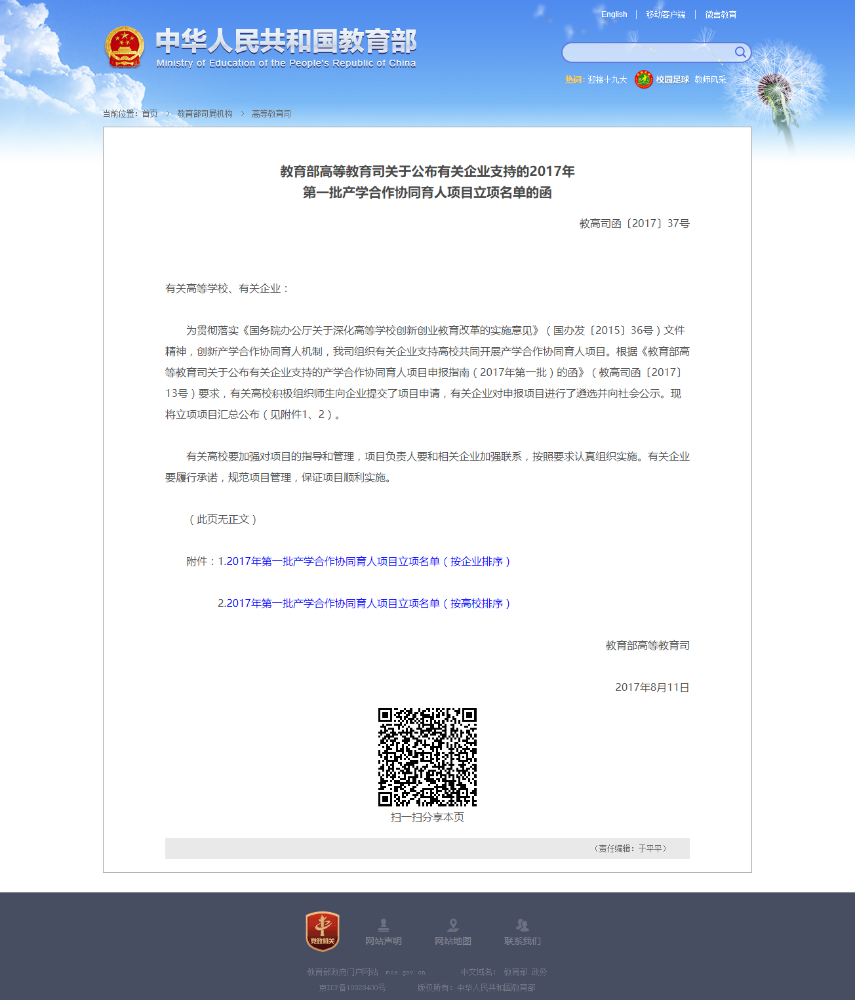 English | 移动客户端 | 微言教育
中华人民共和国教育部
Ministry of Education of the People's Republic of China
热词: 迎接十九大 校园足球 教师风采
当前位置：首页 > 教育部司局机构 > 高等教育司
教育部高等教育司关于公布有关企业支持的2017年
第一批产学合作协同育人项目立项名单的函
教高司函〔2017〕37号
有关高等学校、有关企业：
为贯彻落实《国务院办公厅关于深化高等学校创新创业教育改革的实施意见》（国办发〔2015〕36号）文件
精神，创新产学合作协同育人机制，我司组织有关企业支持高校共同开展产学合作协同育人项目。根据《教育部高
等教育司关于公布有关企业支持的产学合作协同育人项目申报指南（2017年第一批）的函》（教高司函〔2017〕
13号）要求，有关高校积极组织师生向企业提交了项目申请，有关企业对申报项目进行了遴选并向社会公示。现
将立项项目汇总公布（见附件1、2）。
有关高校要加强对项目的指导和管理，项目负责人要和相关企业加强联系，按照要求认真组织实施。有关企业
要履行承诺，规范项目管理，保证项目顺利实施。
（此页无正文）
附件：1.2017年第一批产学合作协同育人项目立项名单（按企业排序）
2.2017年第一批产学合作协同育人项目立项名单（按高校排序）
教育部高等教育司
2017年8月11日
扫一扫分享本页
（责任编辑：于平平）
党政机关
网站声明 网站地图 联系我们
教育部政府门户网站 moe.gov.cn 中文域名： 教育部.政务
京ICP备10028400号 版权所有：中华人民共和国教育部